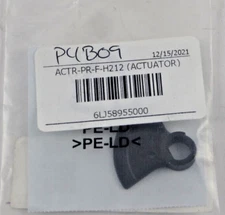 P4B09
12/15/2021
ACTR-PR-F-H212 (ACTUATOR)
6LJ58955000
PE-LD
>PE-LD<